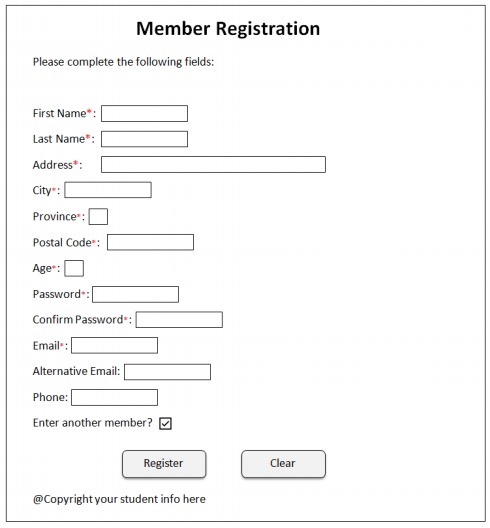 Member Registration
Please complete the following fields:
First Name*:
Last Name*:
Address*:
City*:
Province*:
Postal Code*:
Age*:
Password*:
Confirm Password*:
Email*:
Alternative Email:
Phone:
Enter another member?
Register Clear
@Copyright your student info here